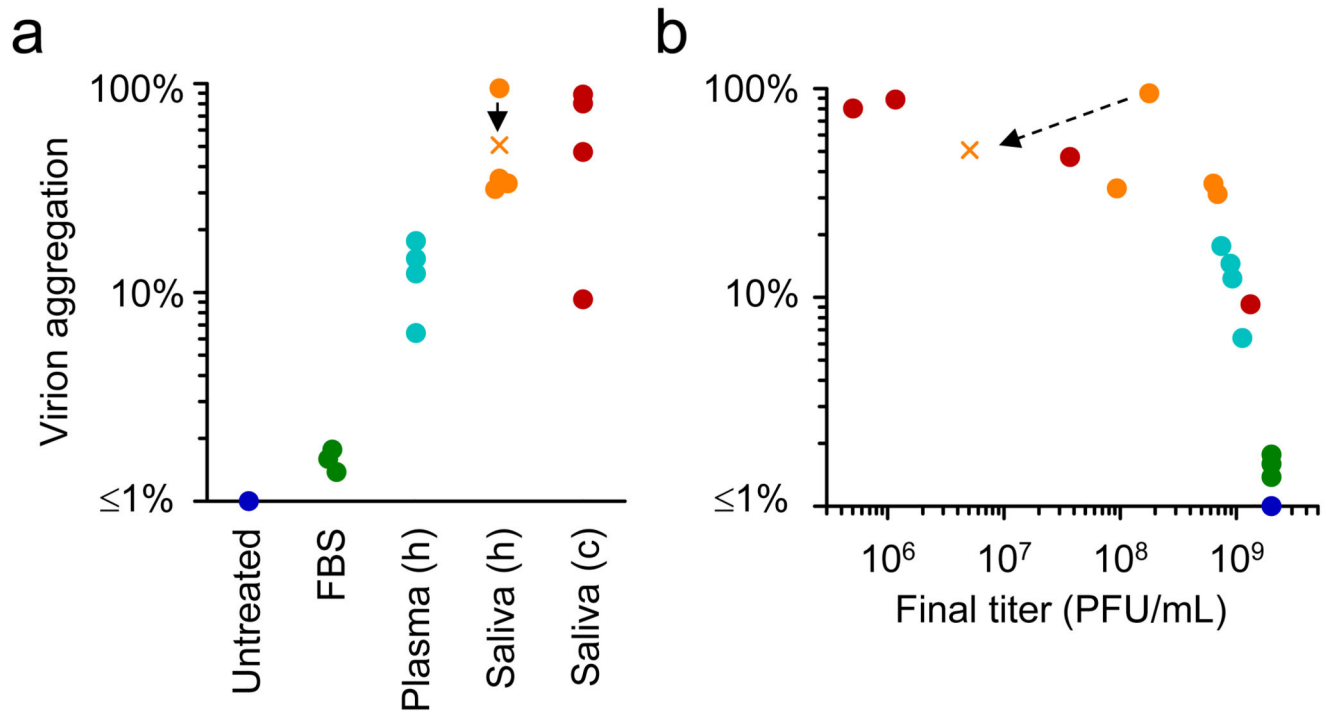 a
Virion aggregation
100%
10%
≤1%
Untreated
FBS
Plasma (h)
Saliva (h)
Saliva (c)
b
100%
10%
≤1%
10⁶
10⁷
10⁸
10⁹
Final titer (PFU/mL)